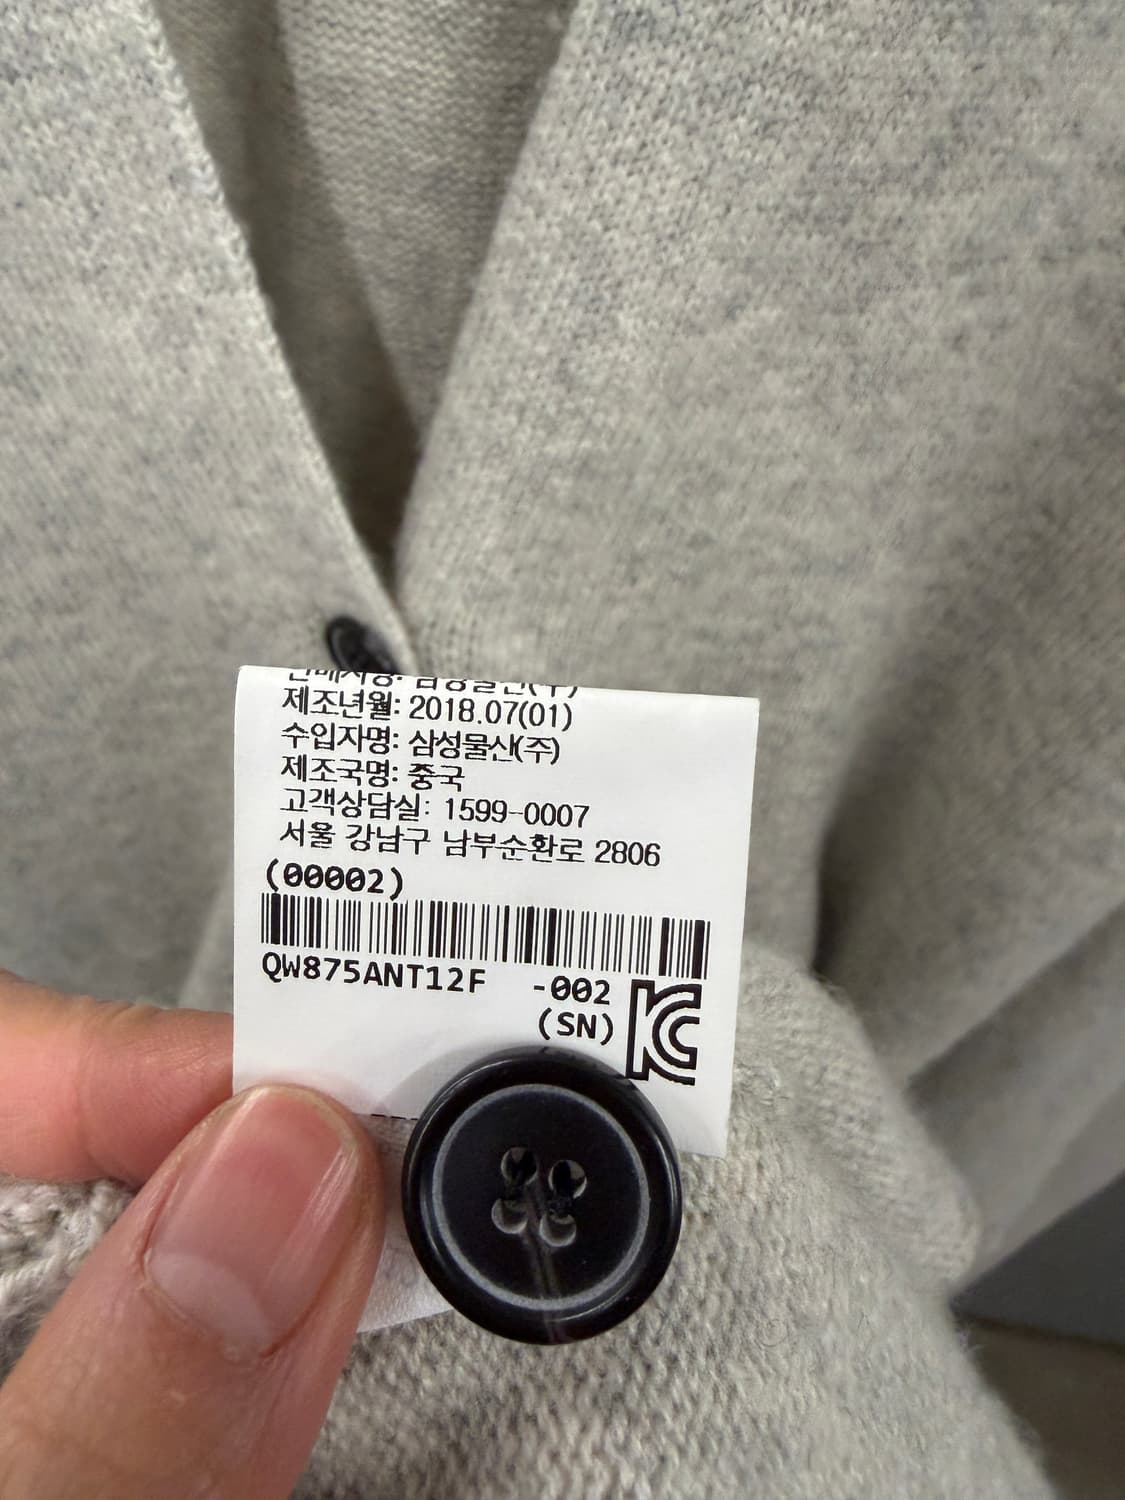 제조년월: 2018.07(01)
수입자명: 삼성물산(주)
제조국명: 중국
고객상담실: 1599-0007
서울 강남구 남부순환로 2806
(00002)
QW875ANT12F -002
(SN)
KC